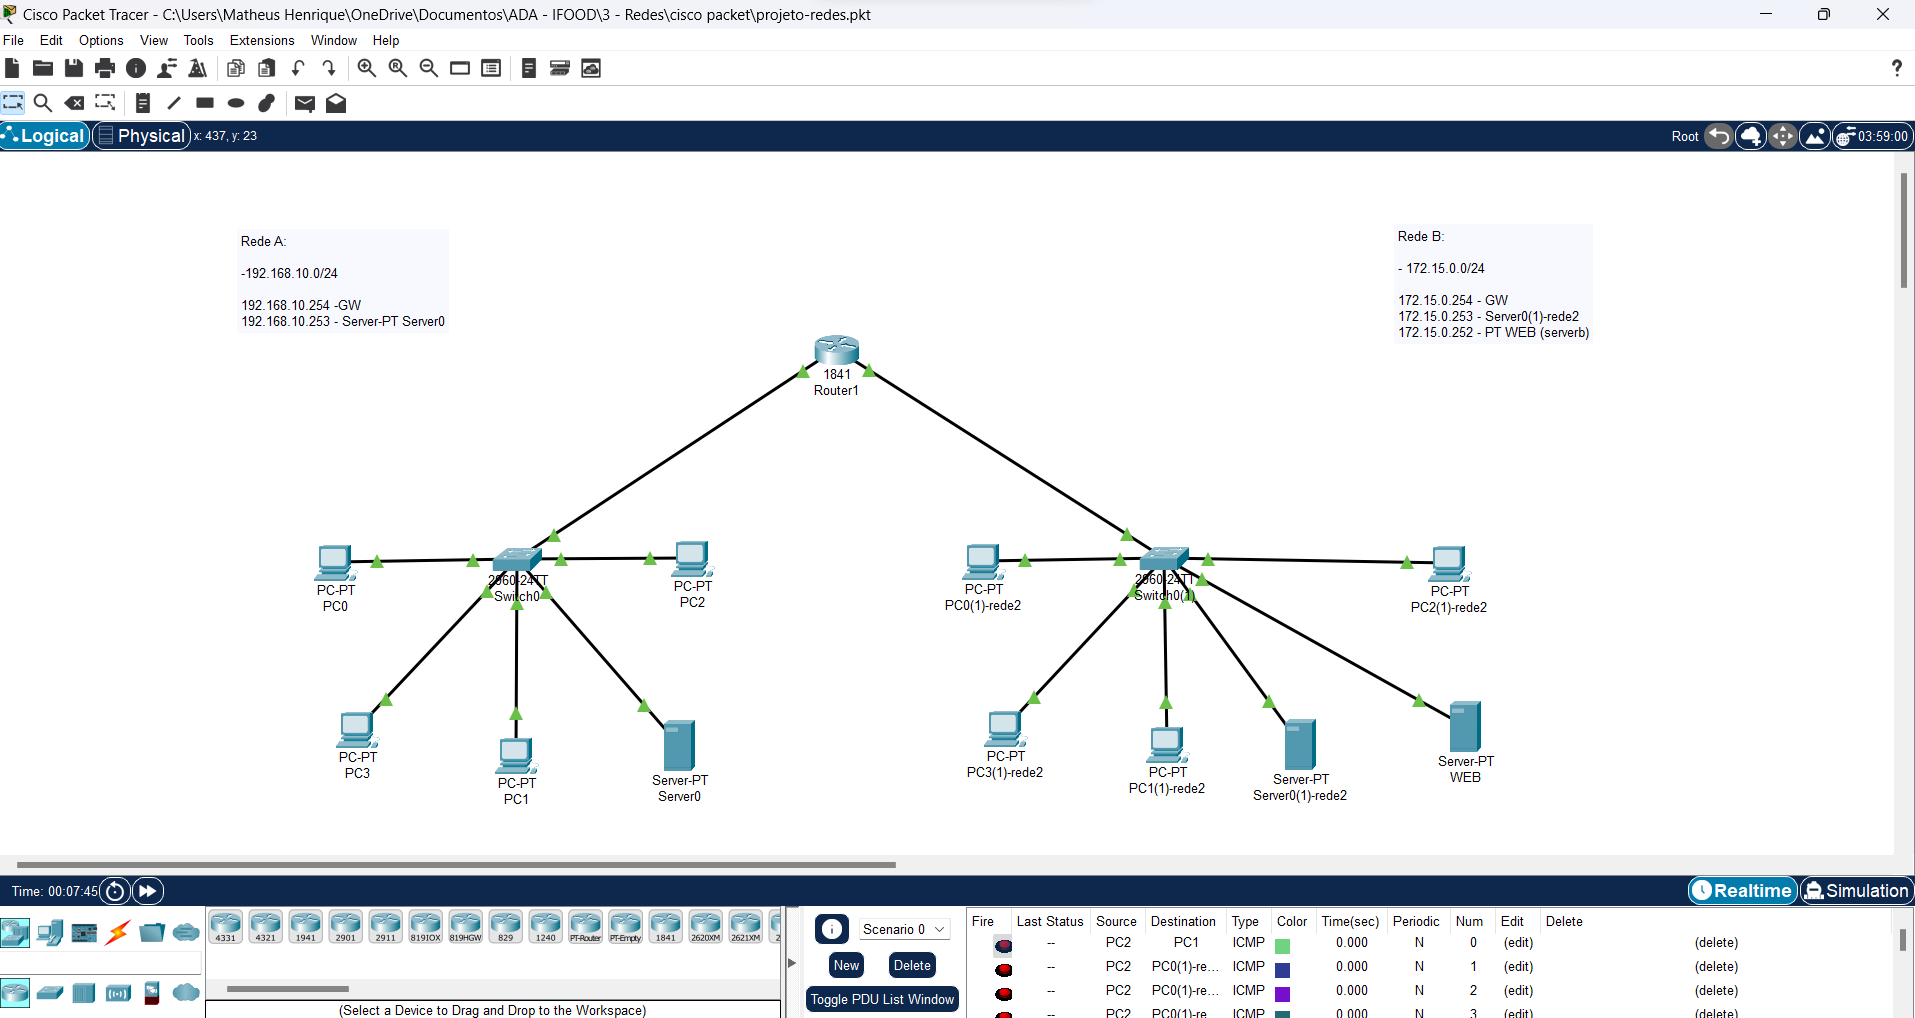 Cisco Packet Tracer - C:\Users\Matheus Henrique\OneDrive\Documentos\ADA - IFOOD\3 - Redes\cisco packet\projeto-redes.pkt
File Edit Options View Tools Extensions Window Help
?
Logical Physical x: 437, y: 23 Root 03:59:00
Rede A:
-192.168.10.0/24
192.168.10.254 -GW
192.168.10.253 - Server-PT Server0
Rede B:
- 172.15.0.0/24
172.15.0.254 - GW
172.15.0.253 - Server0(1)-rede2
172.15.0.252 - PT WEB (serverb)
1841
Router1
PC-PT
PC0
2960-24TT
Switch0
PC-PT
PC2
PC-PT
PC0(1)-rede2
2960-24TT
Switch0(1)
PC-PT
PC2(1)-rede2
PC-PT
PC3
PC-PT
PC1
Server-PT
Server0
PC-PT
PC3(1)-rede2
PC-PT
PC1(1)-rede2
Server-PT
Server0(1)-rede2
Server-PT
WEB
Time: 00:07:45 Realtime Simulation
4331 4321 1941 2901 2911 819IOX 819HGW 829 1240 PT-Router PT-Empty 1841 2620XM 2621XM 2
(Select a Device to Drag and Drop to the Workspace)
Scenario 0
New Delete
Toggle PDU List Window
Fire Last Status Source Destination Type Color Time(sec) Periodic Num Edit Delete
-- PC2 PC1 ICMP 0.000 N 0 (edit) (delete)
-- PC2 PC0(1)-re... ICMP 0.000 N 1 (edit) (delete)
-- PC2 PC0(1)-re... ICMP 0.000 N 2 (edit) (delete)
-- PC2 PC0(1)-re ICMP 0.000 N 3 (edit) (delete)